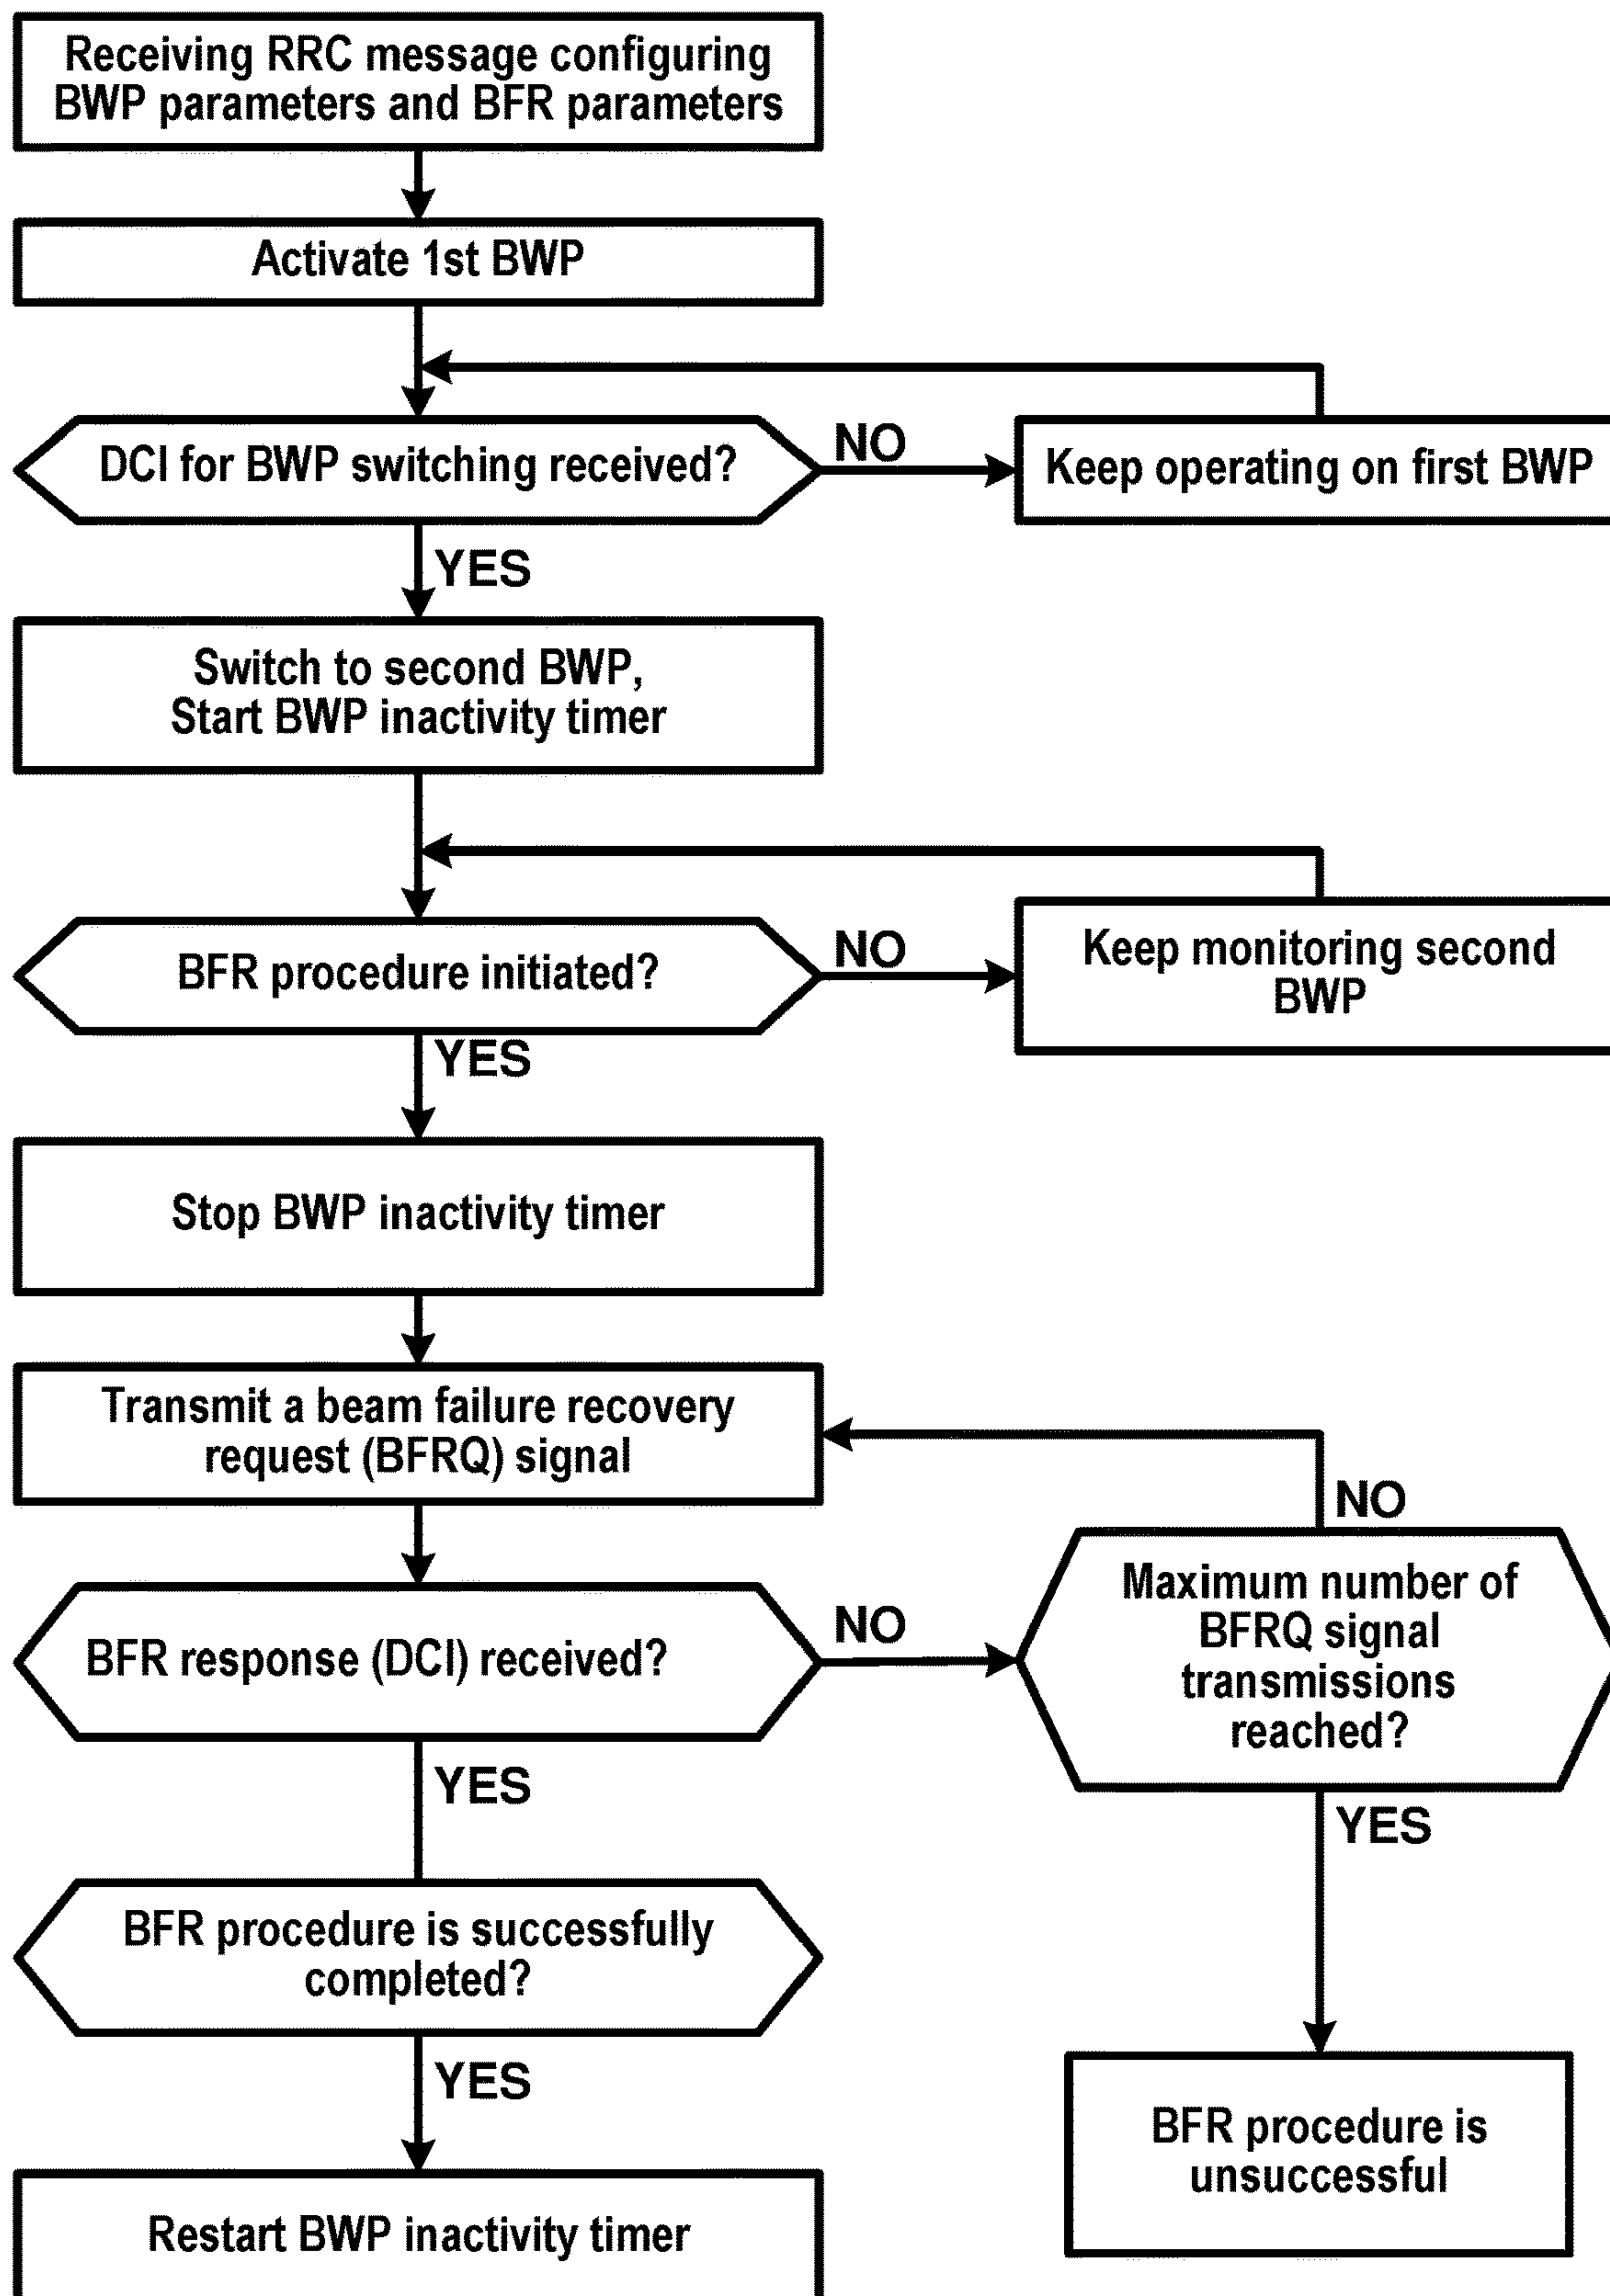 Receiving RRC message configuring
BWP parameters and BFR parameters
Activate 1st BWP
DCI for BWP switching received?
NO
Keep operating on first BWP
YES
Switch to second BWP,
Start BWP inactivity timer
BFR procedure initiated?
NO
Keep monitoring second
BWP
YES
Stop BWP inactivity timer
Transmit a beam failure recovery
request (BFRQ) signal
NO
BFR response (DCI) received?
NO
Maximum number of
BFRQ signal
transmissions
reached?
YES
YES
BFR procedure is successfully
completed?
YES
BFR procedure is
unsuccessful
Restart BWP inactivity timer